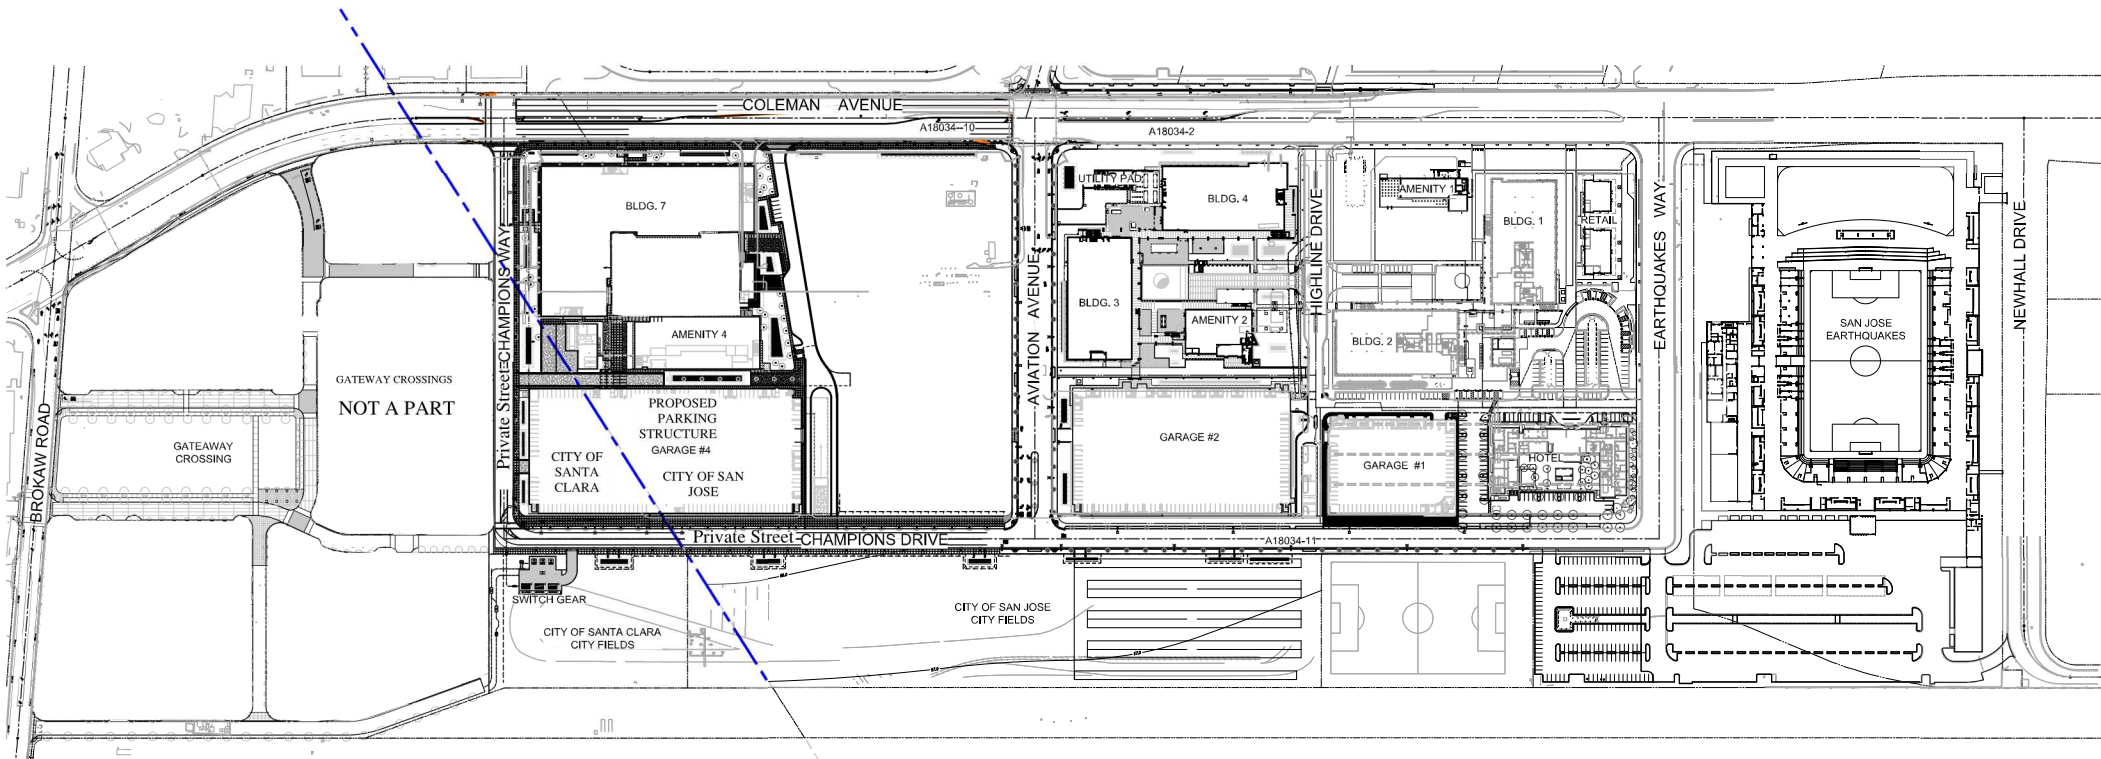 COLEMAN AVENUE
A18034--10
A18034-2
UTILITY PAD
BLDG. 4
AMENITY 1
BLDG. 7
BLDG. 1
RETAIL
EARTHQUAKES WAY
NEWHALL DRIVE
Private Street CHAMPIONS WAY
AVIATION AVENUE
HIGHLINE DRIVE
BLDG. 3
AMENITY 2
AMENITY 4
BLDG. 2
SAN JOSE
EARTHQUAKES
GATEWAY CROSSINGS
NOT A PART
BROKAW ROAD
GATEAWAY
CROSSING
PROPOSED
PARKING
STRUCTURE
GARAGE #4
CITY OF
SANTA
CLARA
CITY OF SAN
JOSE
GARAGE #2
GARAGE #1
HOTEL
Private Street CHAMPIONS DRIVE
A18034-11
SWITCH GEAR
CITY OF SANTA CLARA
CITY FIELDS
CITY OF SAN JOSE
CITY FIELDS